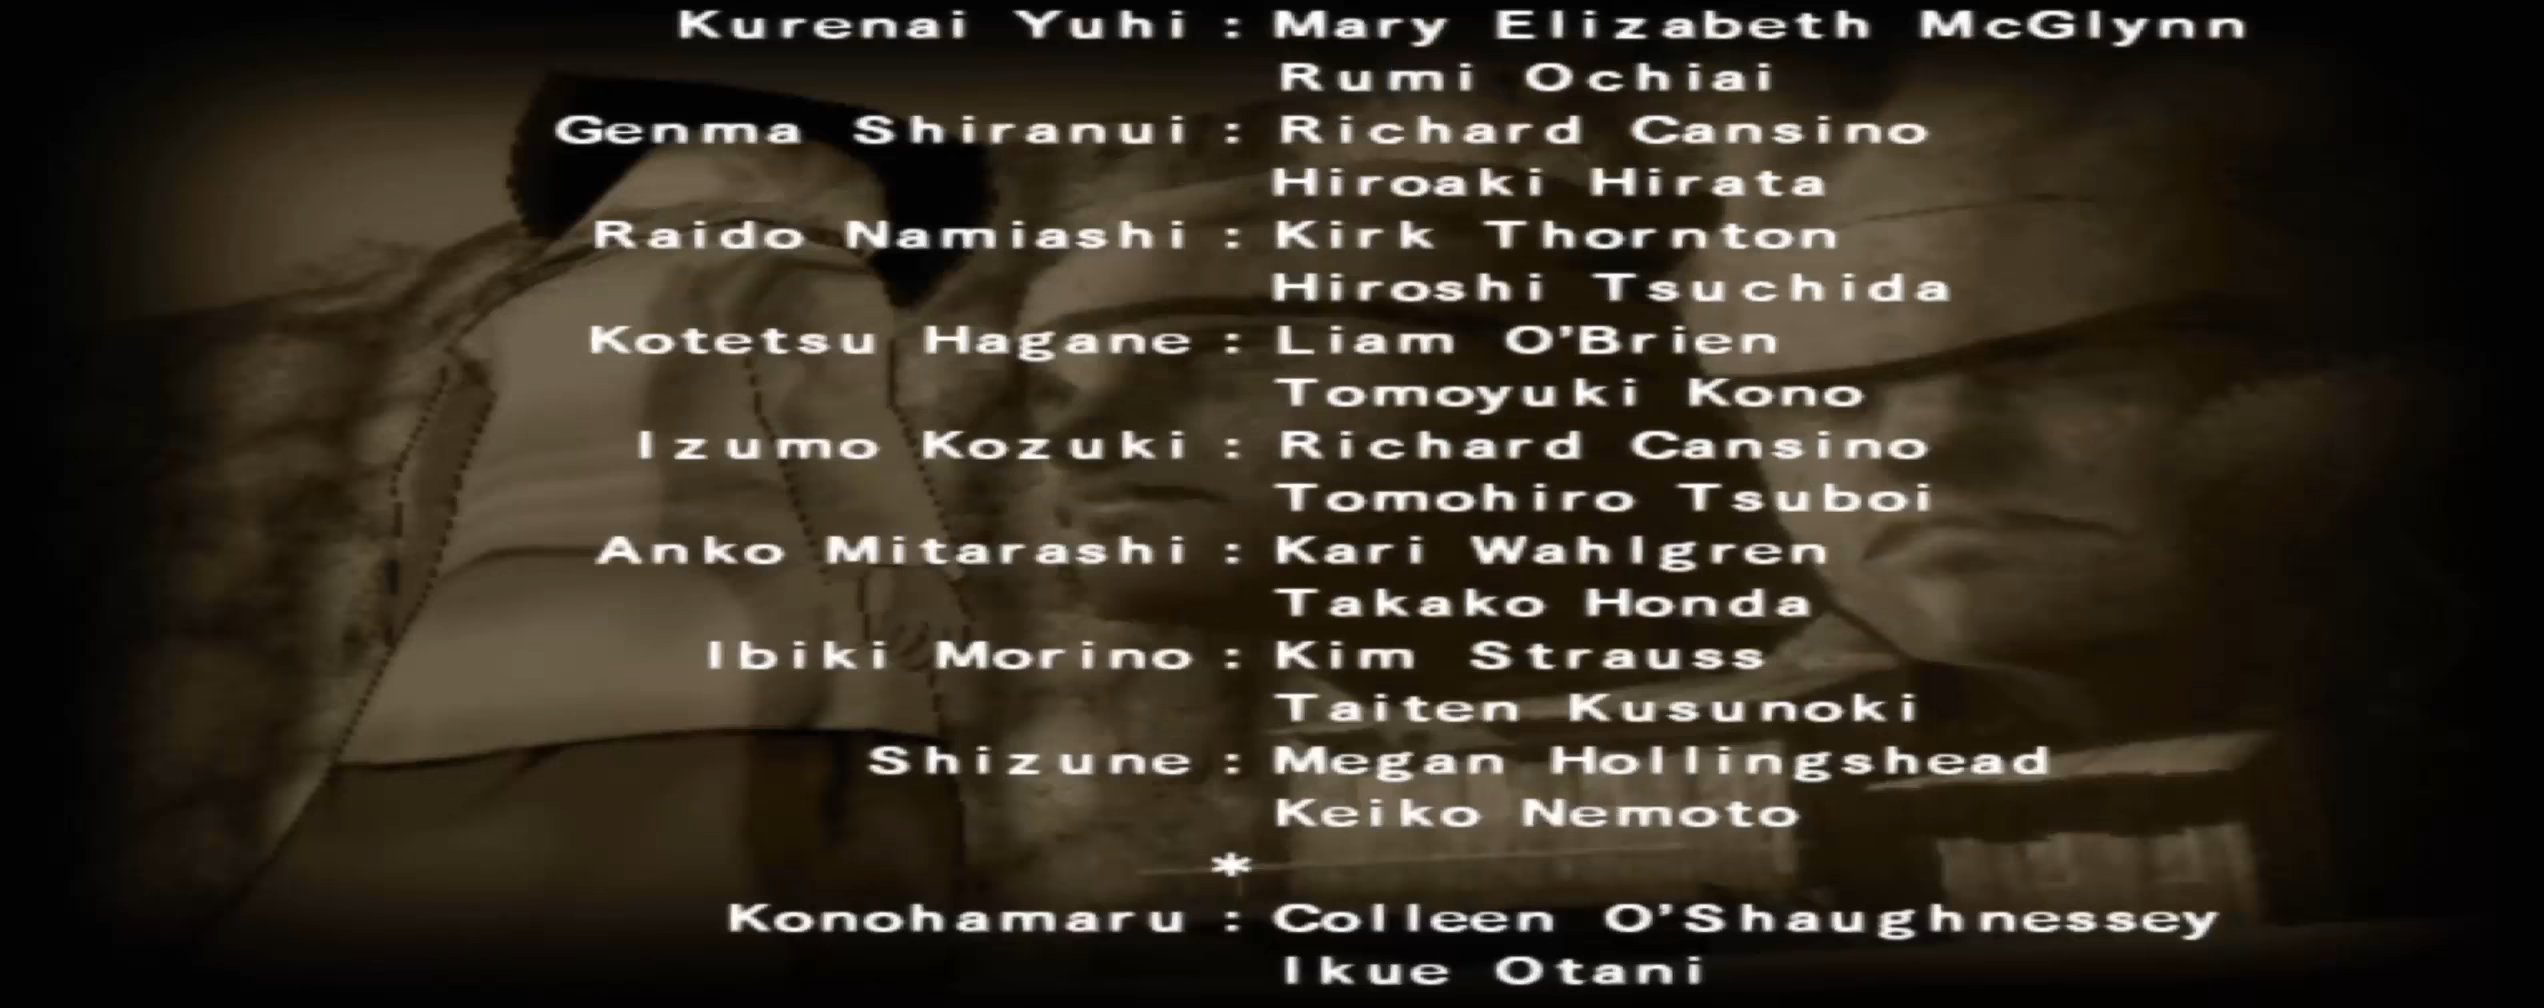 Kurenai Yuhi : Mary Elizabeth McGlynn
Rumi Ochiai
Genma Shiranui : Richard Cansino
Hiroaki Hirata
Raido Namiashi : Kirk Thornton
Hiroshi Tsuchida
Kotetsu Hagane : Liam O'Brien
Tomoyuki Kono
Izumo Kozuki : Richard Cansino
Tomohiro Tsuboi
Anko Mitarashi : Kari Wahlgren
Takako Honda
Ibiki Morino : Kim Strauss
Taiten Kusunoki
Shizune : Megan Hollingshead
Keiko Nemoto
*
Konohamaru : Colleen O'Shaughnessey
Ikue Otani